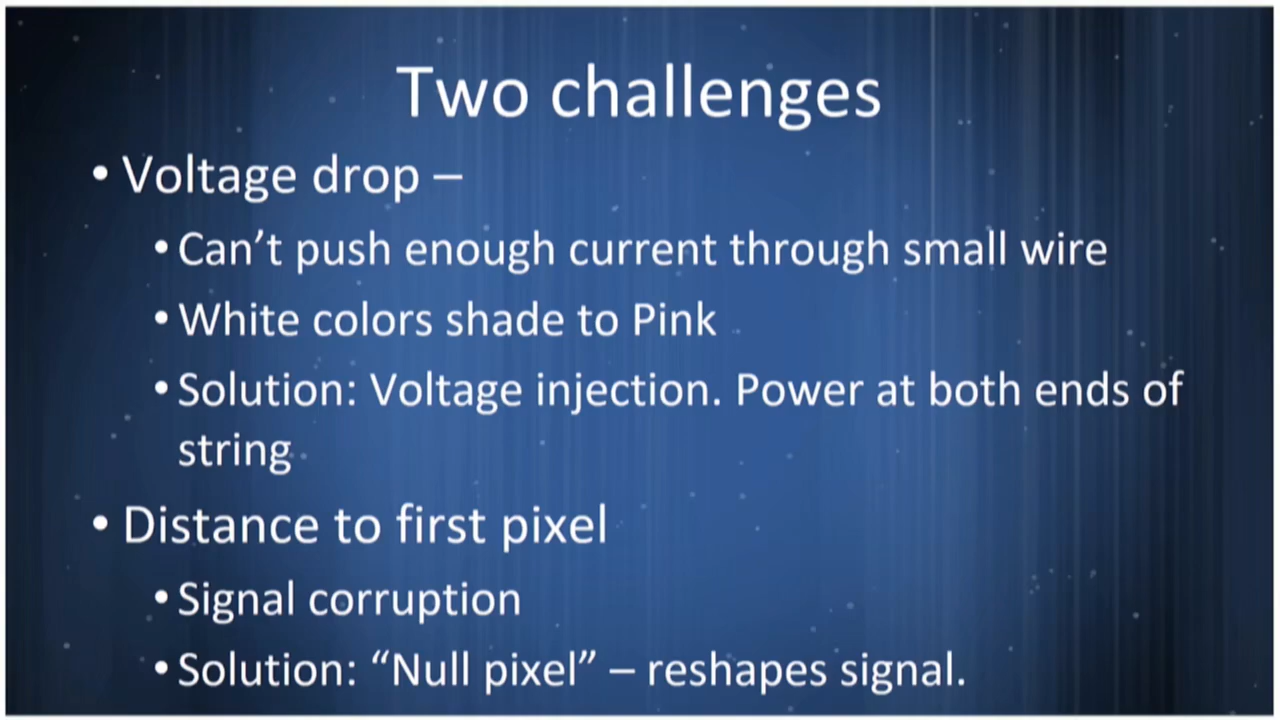 Two challenges
• Voltage drop –
• Can’t push enough current through small wire
• White colors shade to Pink
• Solution: Voltage injection. Power at both ends of
string
• Distance to first pixel
• Signal corruption
• Solution: “Null pixel” – reshapes signal.